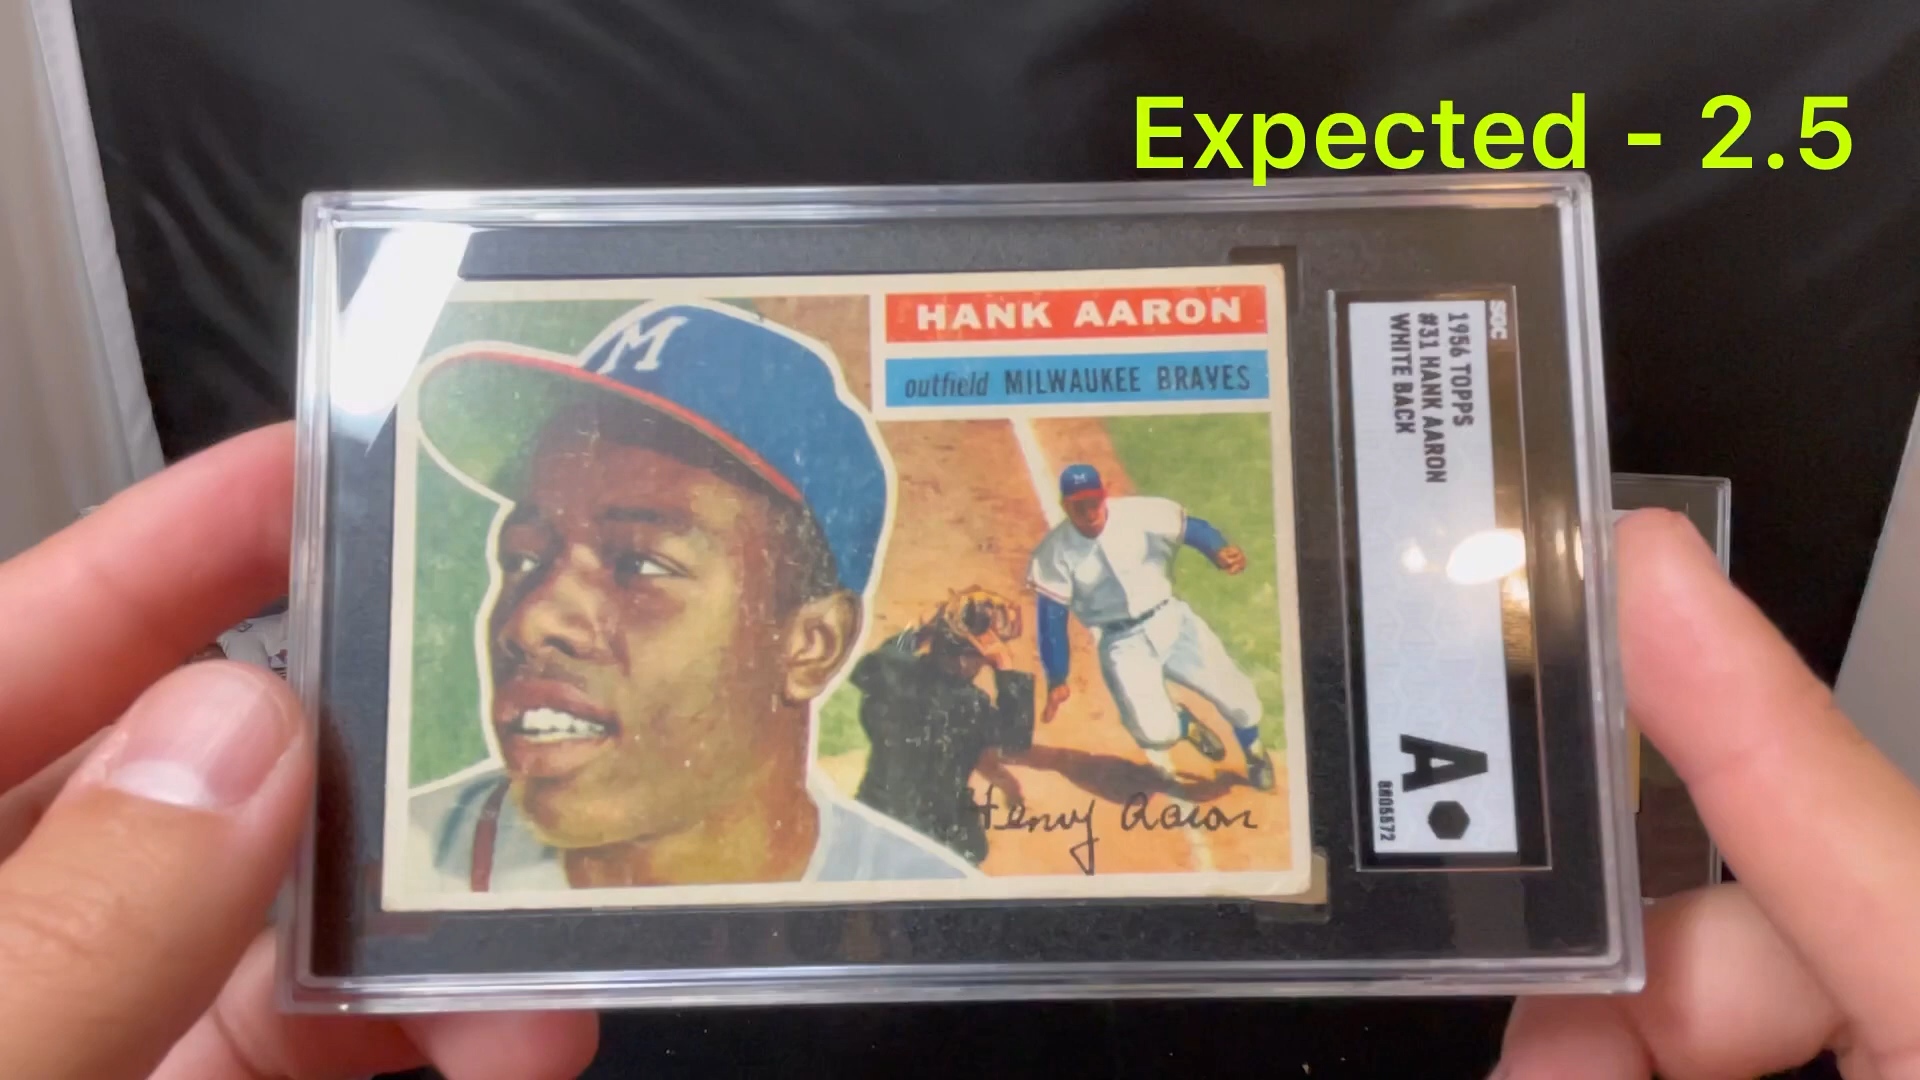 Expected - 2.5
M
HANK AARON
outfield MILWAUKEE BRAVES
M
Henry Aaron
SGC
1956 TOPPS
#31 HANK AARON
WHITE BACK
A
8805572